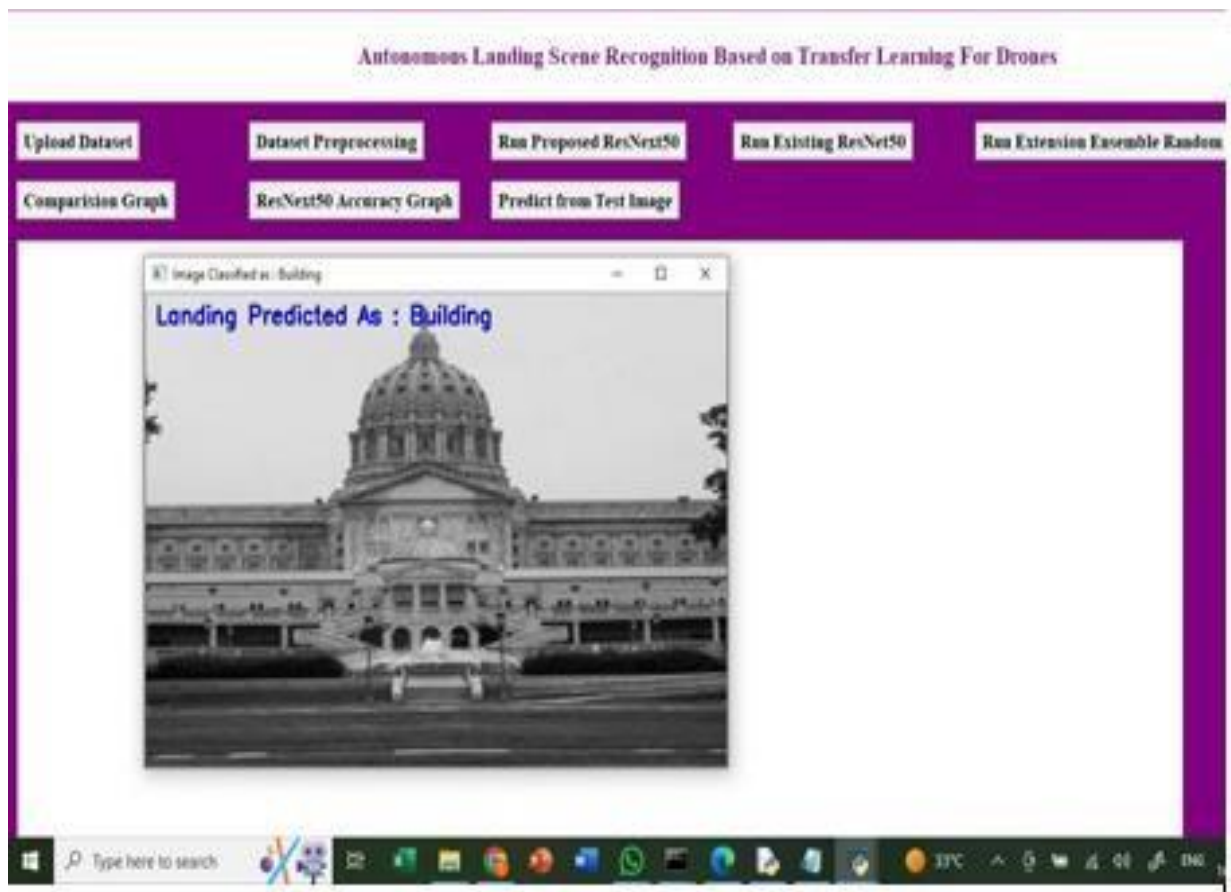 Autonomous Landing Scene Recognition Based on Transfer Learning For Drones
Upload Dataset
Dataset Preprocessing
Run Proposed ResNext50
Run Existing ResNet50
Run Extension Ensemble Random
Comparision Graph
ResNext50 Accuracy Graph
Predict from Test Image
Image Classified as : Building
Landing Predicted As : Building
Type here to search
33°C
ENG